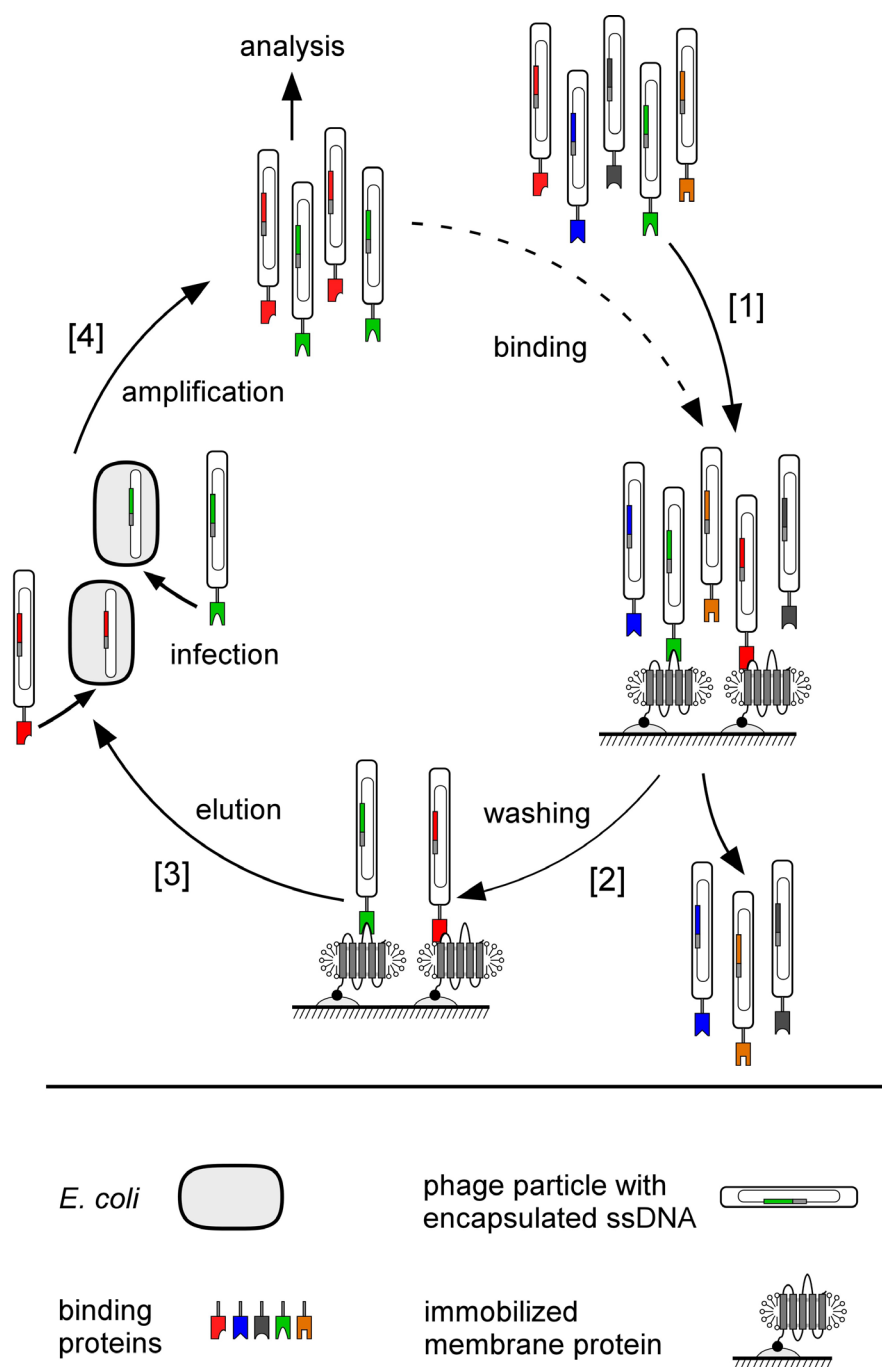 analysis
[1]
binding
[4]
amplification
infection
elution
washing
[3]
[2]
E. coli
phage particle with
encapsulated ssDNA
binding
proteins
immobilized
membrane protein